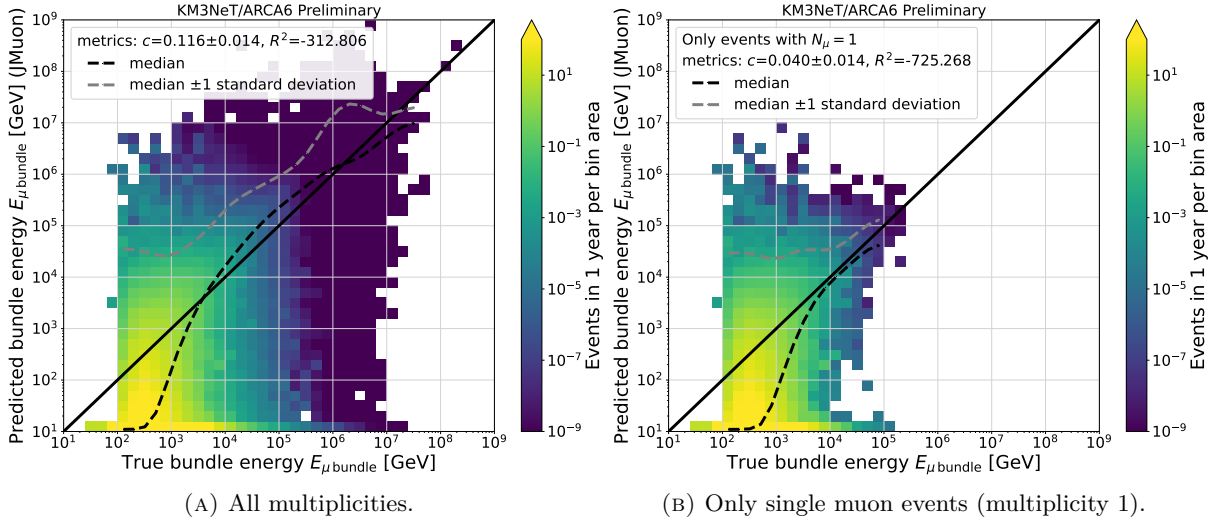 KM3NeT/ARCA6 Preliminary
metrics: c=0.116±0.014, R²=-312.806
median
median ±1 standard deviation
Predicted bundle energy E_{μ bundle} [GeV] (JMuon)
10⁹
10⁸
10⁷
10⁶
10⁵
10⁴
10³
10²
10¹
10¹ 10² 10³ 10⁴ 10⁵ 10⁶ 10⁷ 10⁸ 10⁹
True bundle energy E_{μ bundle} [GeV]
10¹
10⁻¹
10⁻³
10⁻⁵
10⁻⁷
10⁻⁹
Events in 1 year per bin area
(A) All multiplicities.
KM3NeT/ARCA6 Preliminary
Only events with N_μ = 1
metrics: c=0.040±0.014, R²=-725.268
median
median ±1 standard deviation
Predicted bundle energy E_{μ bundle} [GeV] (JMuon)
10⁹
10⁸
10⁷
10⁶
10⁵
10⁴
10³
10²
10¹
10¹ 10² 10³ 10⁴ 10⁵ 10⁶ 10⁷ 10⁸ 10⁹
True bundle energy E_{μ bundle} [GeV]
10¹
10⁻¹
10⁻³
10⁻⁵
10⁻⁷
10⁻⁹
Events in 1 year per bin area
(B) Only single muon events (multiplicity 1).